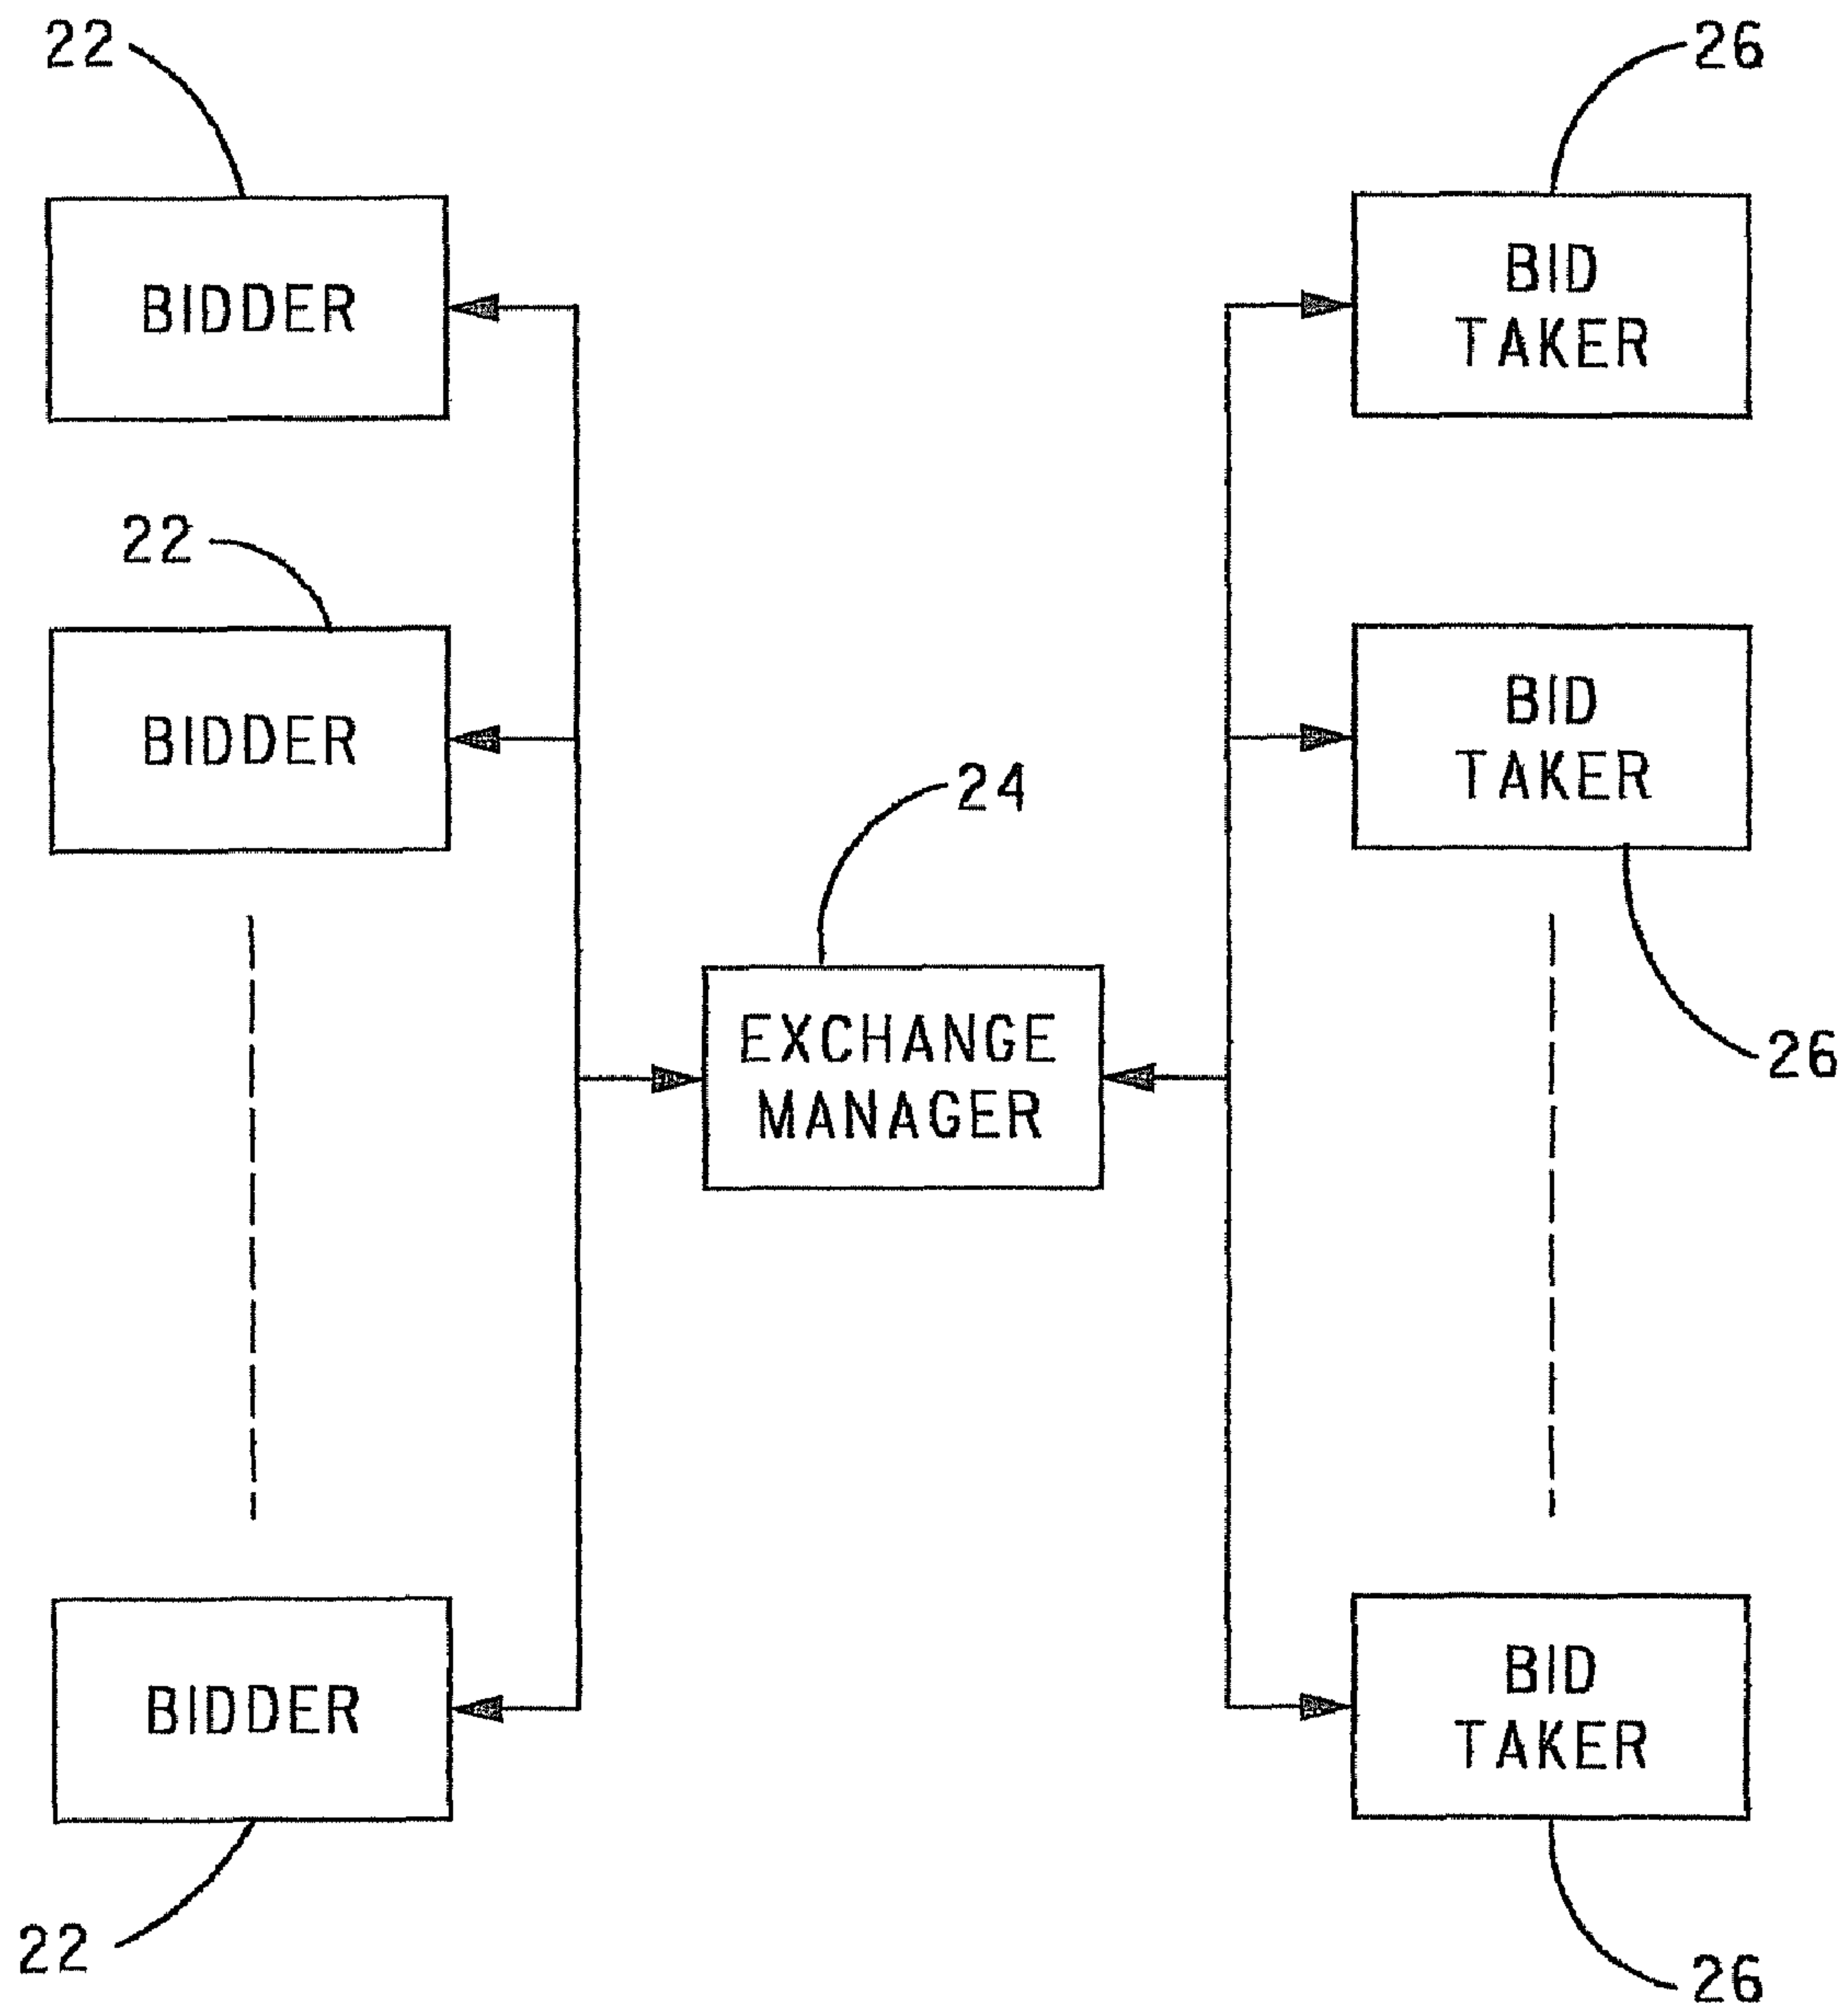 22
26
BIDDER
BID
TAKER
22
BIDDER
BID
TAKER
24
EXCHANGE
MANAGER
26
BIDDER
BID
TAKER
22
26